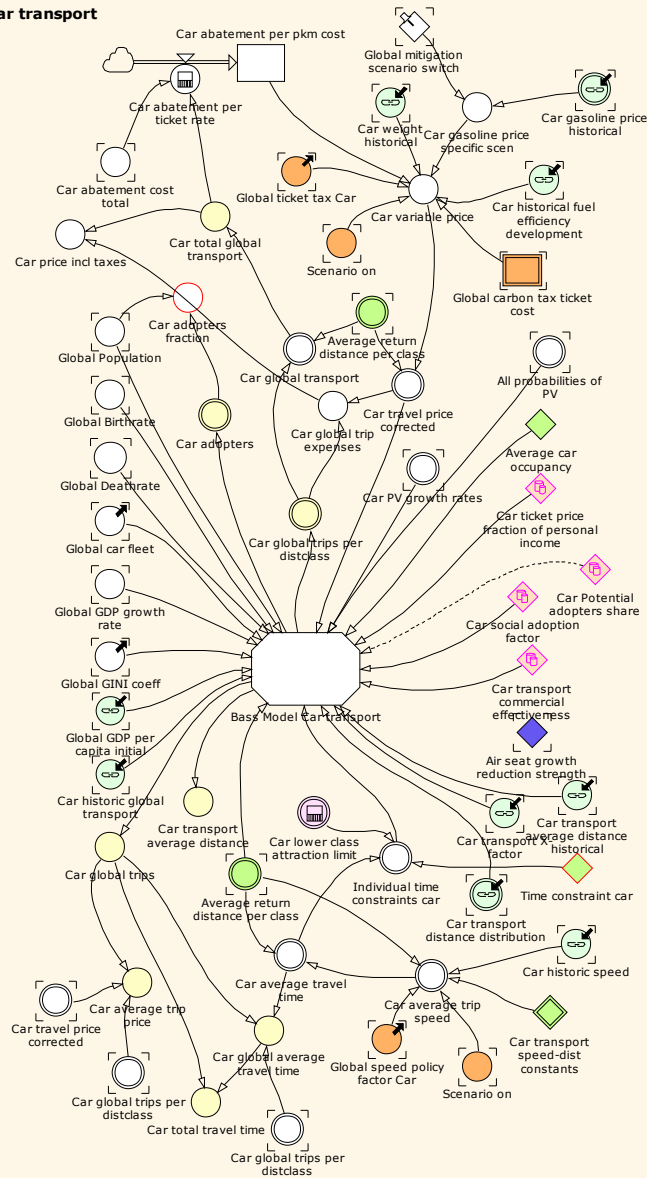 ar transport
Car abatement per pkm cost
Global mitigation
scenario switch
Car abatement per
ticket rate
Car weight
historical
Car gasoline price
specific scen
Car gasoline price
historical
Car abatement cost
total
Global ticket tax Car
Car variable price
Car historical fuel
efficiency
development
Car total global
transport
Car price incl taxes
Scenario on
Global carbon tax ticket
cost
Car adopters
fraction
Global Population
Average return
distance per class
Car global transport
All probabilities of
PV
Global Birthrate
Car adopters
Car global trip
expenses
Car travel price
corrected
Average car
occupancy
Global Deathrate
Car PV growth rates
Car ticket price
fraction of personal
income
Global car fleet
Car global trips per
distclass
Global GDP growth
rate
Car Potential
adopters share
Car social adoption
factor
Global GINI coeff
Car transport
commercial
effectiveness
Bass Model Car transport
Global GDP per
capita initial
Air seat growth
reduction strength
Car historic global
transport
Car transport
average distance
Car lower class
attraction limit
Car transport X-
factor
Car transport
average distance
historical
Car global trips
Average return
distance per class
Individual time
constraints car
Time constraint car
Car transport
distance distribution
Car historic speed
Car average travel
time
Car average trip
speed
Car travel price
corrected
Car average trip
price
Car global average
travel time
Global speed policy
factor Car
Car transport
speed-dist
constants
Scenario on
Car global trips per
distclass
Car total travel time
Car global trips per
distclass